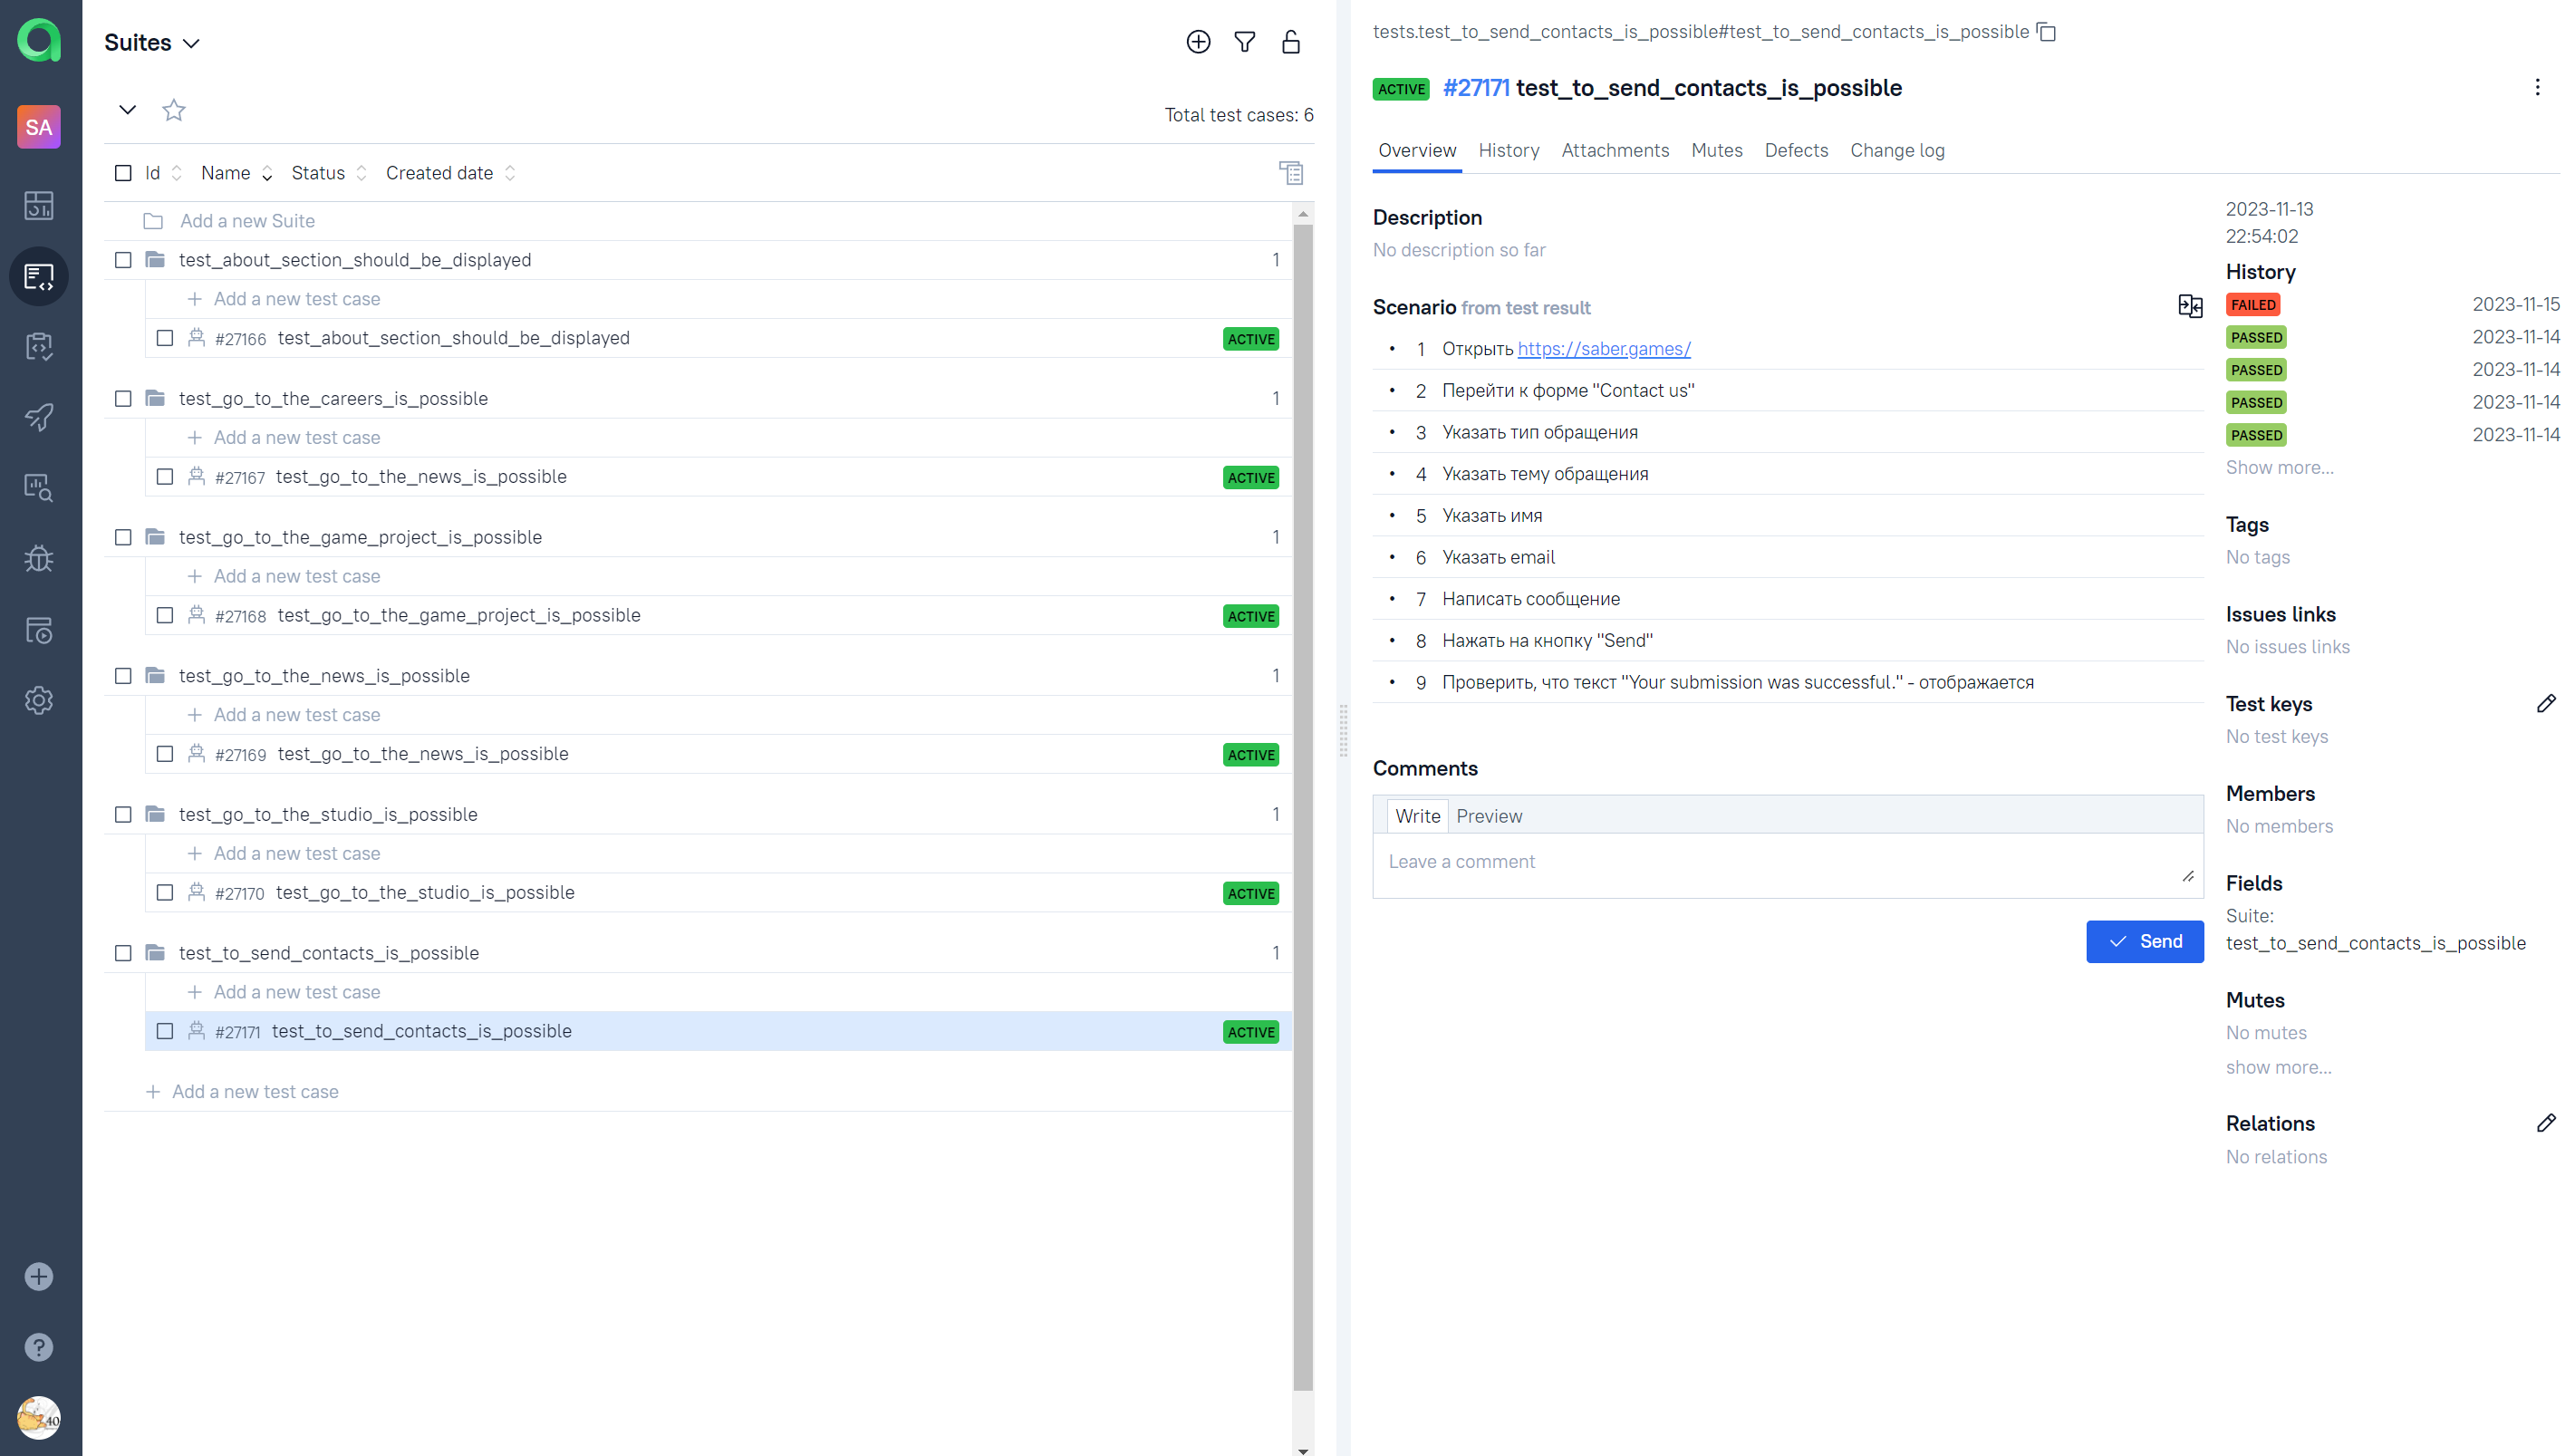 SA
Suites
Total test cases: 6
Id Name Status Created date
Add a new Suite
test_about_section_should_be_displayed 1
Add a new test case
#27166 test_about_section_should_be_displayed ACTIVE
test_go_to_the_careers_is_possible 1
Add a new test case
#27167 test_go_to_the_news_is_possible ACTIVE
test_go_to_the_game_project_is_possible 1
Add a new test case
#27168 test_go_to_the_game_project_is_possible ACTIVE
test_go_to_the_news_is_possible 1
Add a new test case
#27169 test_go_to_the_news_is_possible ACTIVE
test_go_to_the_studio_is_possible 1
Add a new test case
#27170 test_go_to_the_studio_is_possible ACTIVE
test_to_send_contacts_is_possible 1
Add a new test case
#27171 test_to_send_contacts_is_possible ACTIVE
Add a new test case
40
tests.test_to_send_contacts_is_possible#test_to_send_contacts_is_possible
ACTIVE #27171 test_to_send_contacts_is_possible
Overview History Attachments Mutes Defects Change log
Description
No description so far
Scenario from test result
• 1 Открыть https://saber.games/
• 2 Перейти к форме "Contact us"
• 3 Указать тип обращения
• 4 Указать тему обращения
• 5 Указать имя
• 6 Указать email
• 7 Написать сообщение
• 8 Нажать на кнопку "Send"
• 9 Проверить, что текст "Your submission was successful." - отображается
Comments
Write Preview
Leave a comment
Send
2023-11-13
22:54:02
History
FAILED 2023-11-15
PASSED 2023-11-14
PASSED 2023-11-14
PASSED 2023-11-14
PASSED 2023-11-14
Show more...
Tags
No tags
Issues links
No issues links
Test keys
No test keys
Members
No members
Fields
Suite:
test_to_send_contacts_is_possible
Mutes
No mutes
show more...
Relations
No relations